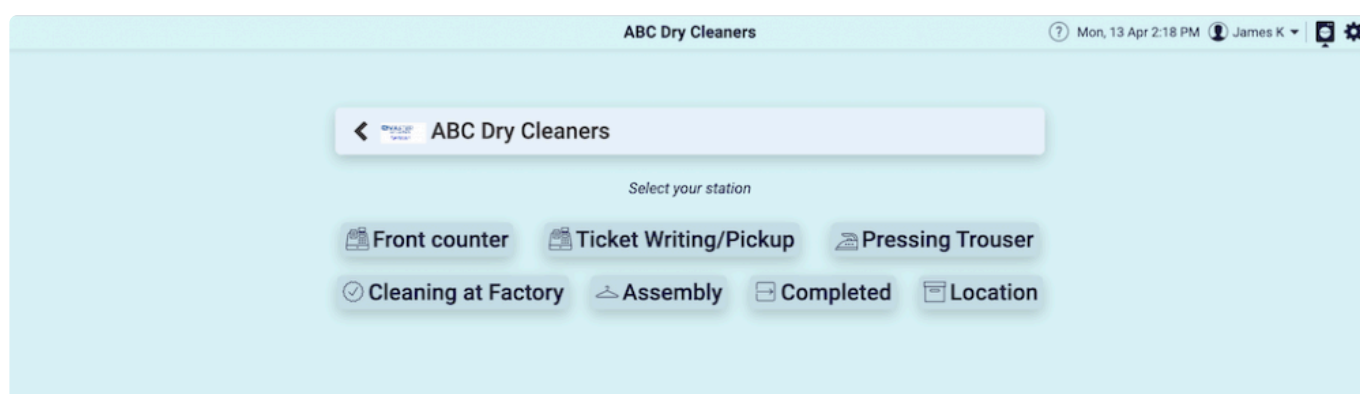 ABC Dry Cleaners
Mon, 13 Apr 2:18 PM James K
ABC Dry Cleaners
Select your station
Front counter Ticket Writing/Pickup Pressing Trouser
Cleaning at Factory Assembly Completed Location